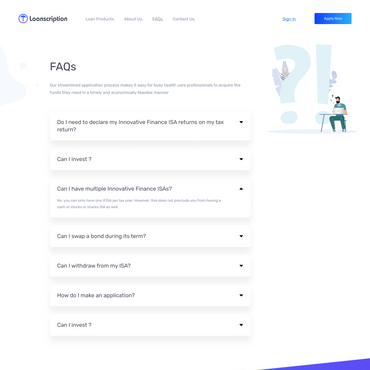 Loanscription
Loan Products About Us FAQs Contact Us
Sign In
Apply Now
FAQs
Our streamlined application process makes it easy for busy health care professionals to acquire the
funds they need in a timely and economically feasible manner
Do I need to declare my Innovative Finance ISA returns on my tax
return?
Can I invest ?
Can I have multiple Innovative Finance ISAs?
No, you can only have one IFISA per tax year. However, this does not preclude you from having a
cash or stocks or shares ISA as well.
Can I swap a bond during its term?
Can I withdraw from my ISA?
How do I make an application?
Can I invest ?